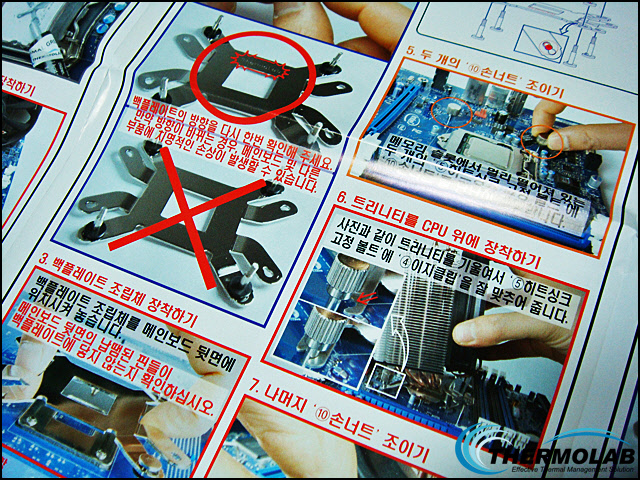 장착하기
백플레이트의 방향을 다시 한번 확인해 주세요.
만약 방향이 바뀌는 경우, 메인보드 및 다른
부품에 치명적인 손상이 발생할 수 있습니다.
3. 백플레이트 조립체 장착하기
백플레이트 조립체를 메인보드 뒷면에
위치시켜 놓습니다.
메인보드 뒷면의 납땜된 핀들이
백플레이트에 닿지 않는지 확인하십시오.
5. 두 개의 '⑩손너트' 조이기
6. 트리니티를 CPU 위에 장착하기
사진과 같이 트리니티를 기울여서 ⑤히트싱크
고정 볼트'에 '④이지클립'을 잘 맞추어 줍니다.
7. 나머지 '⑩손너트' 조이기
THERMOLAB
Effective Thermal Management Solution